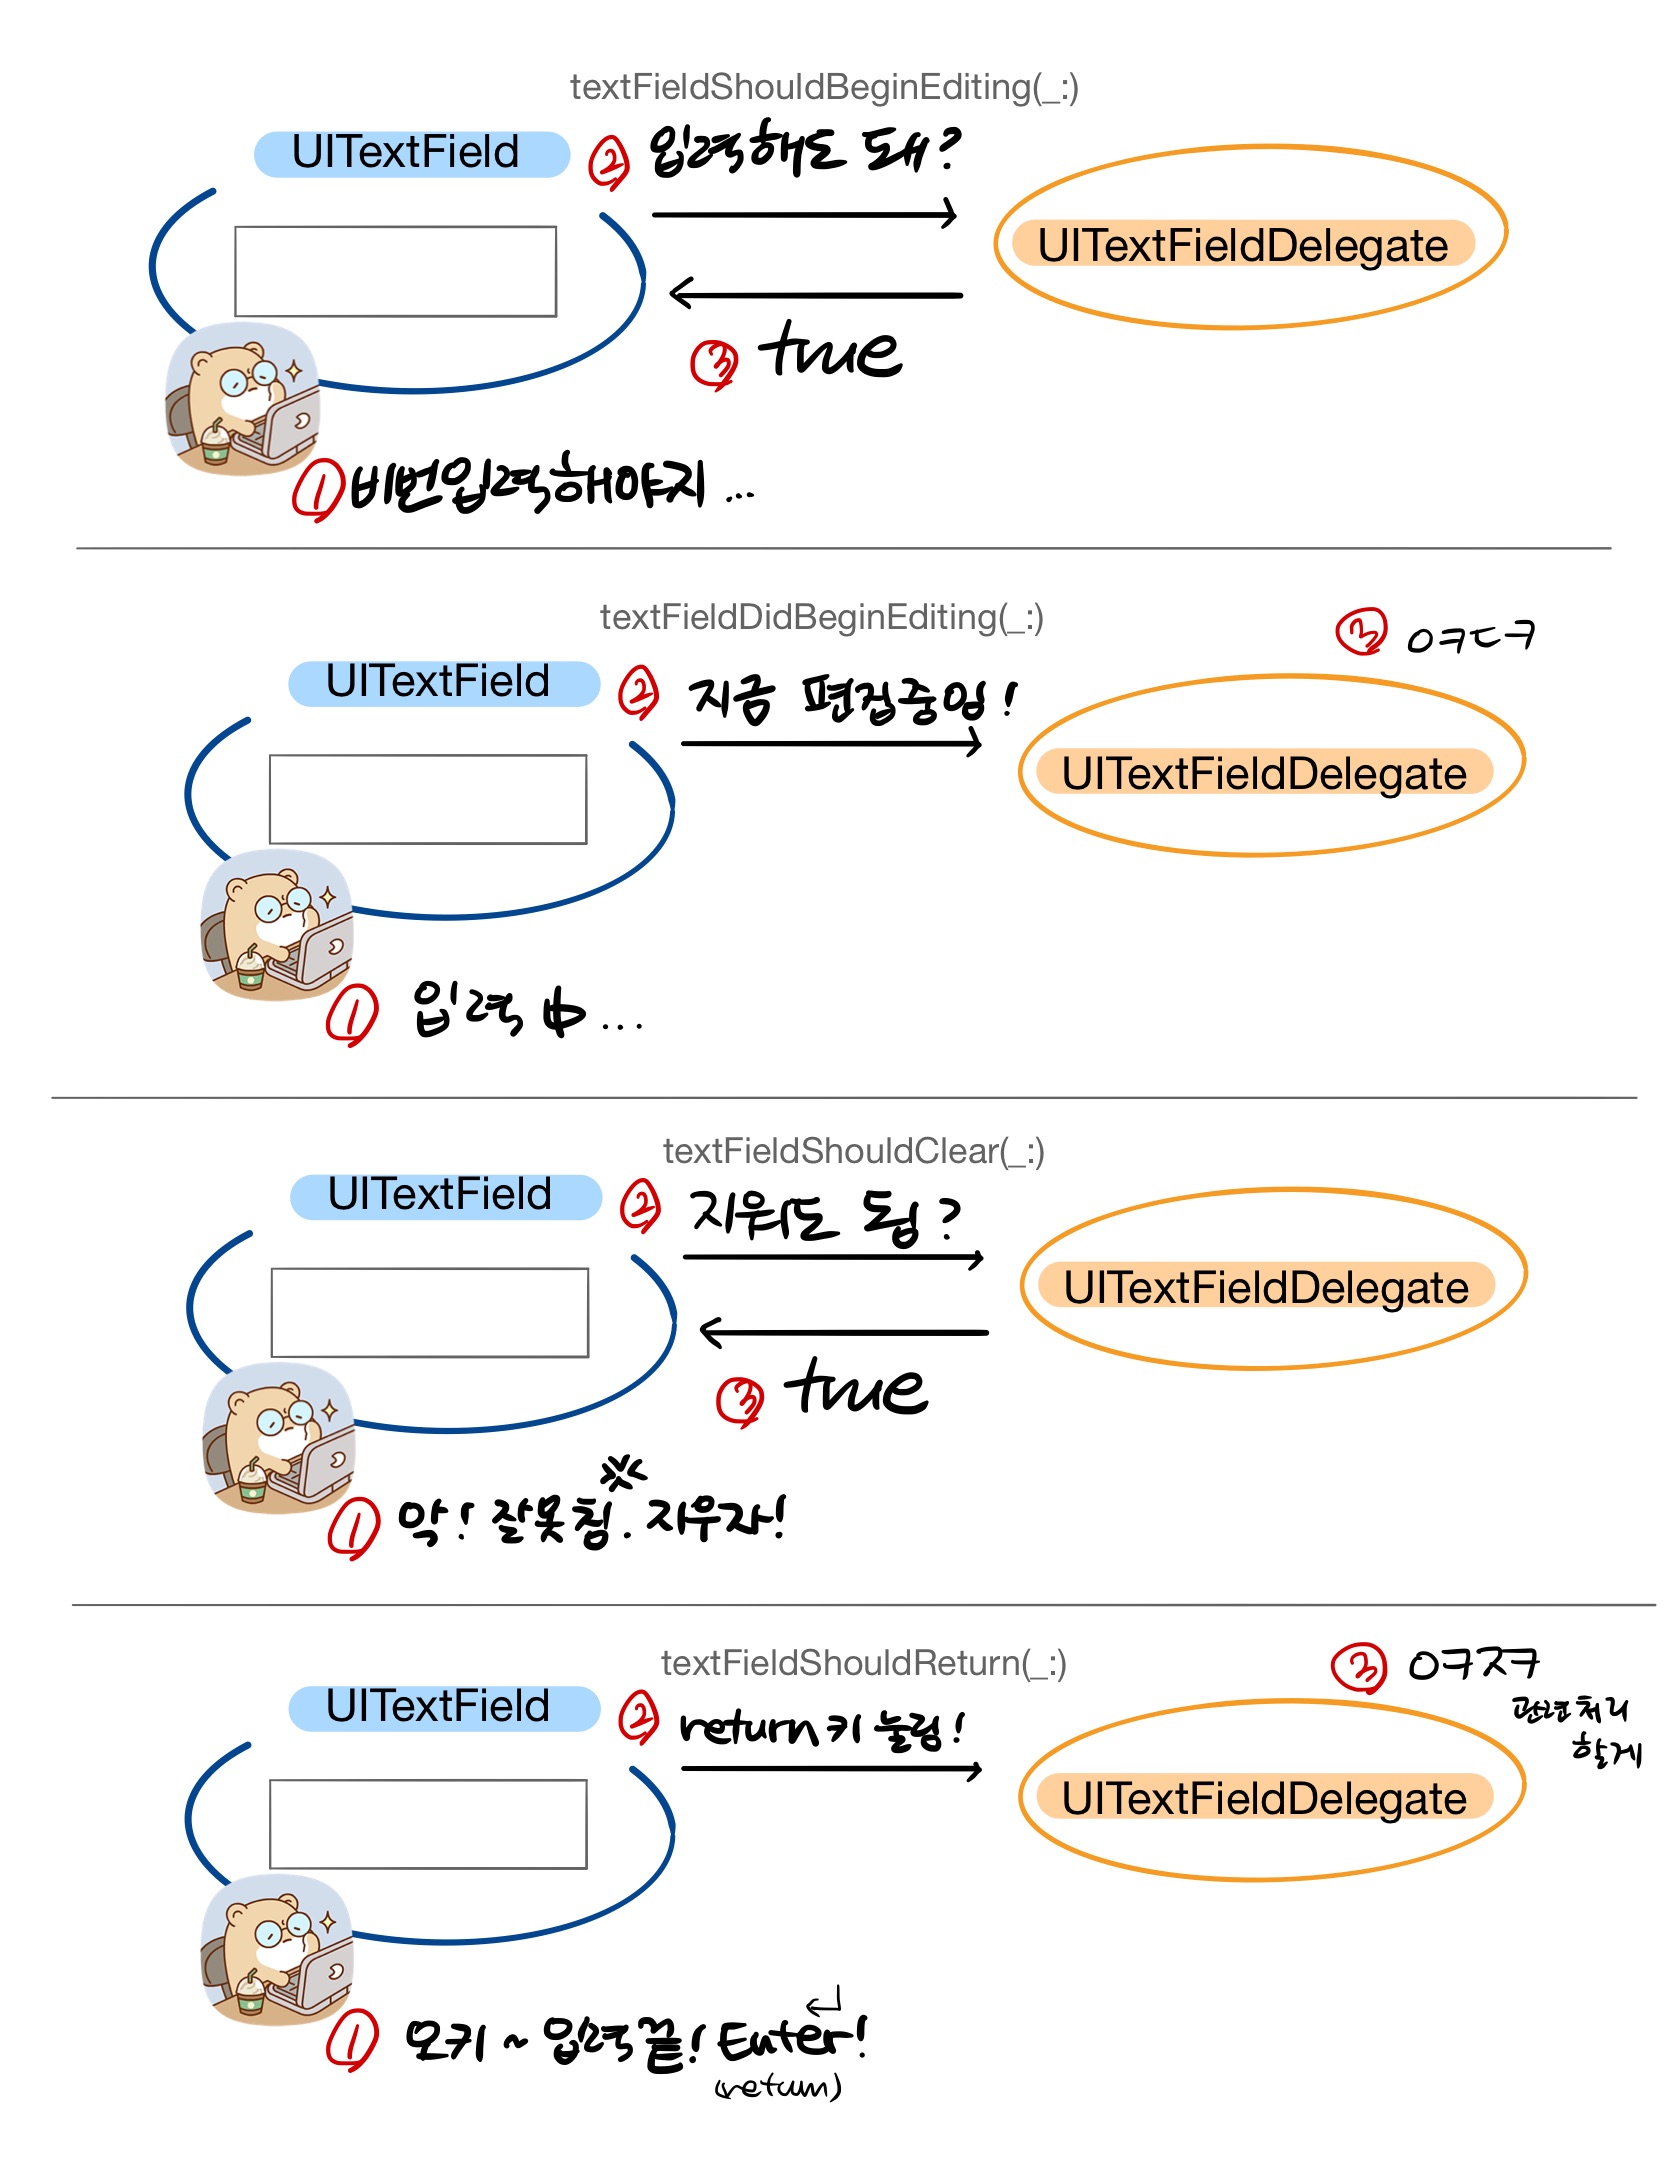 textFieldShouldBeginEditing(_:)
UITextField
② 입력해도 돼?
UITextFieldDelegate
③ true
① 비번입력해야지...
textFieldDidBeginEditing(_:)
③ ㅇㅋㄷㅋ
UITextField
② 지금 편집중임!
UITextFieldDelegate
① 입력 中...
textFieldShouldClear(_:)
UITextField
② 지워도 됨?
UITextFieldDelegate
③ true
① 악! 잘못침. 지우자!
textFieldShouldReturn(_:)
③ ㅇㅋㅈㅋ
관련처리
할게
UITextField
② return키 눌림!
UITextFieldDelegate
① 오키~ 입력끝! Enter!
(return)